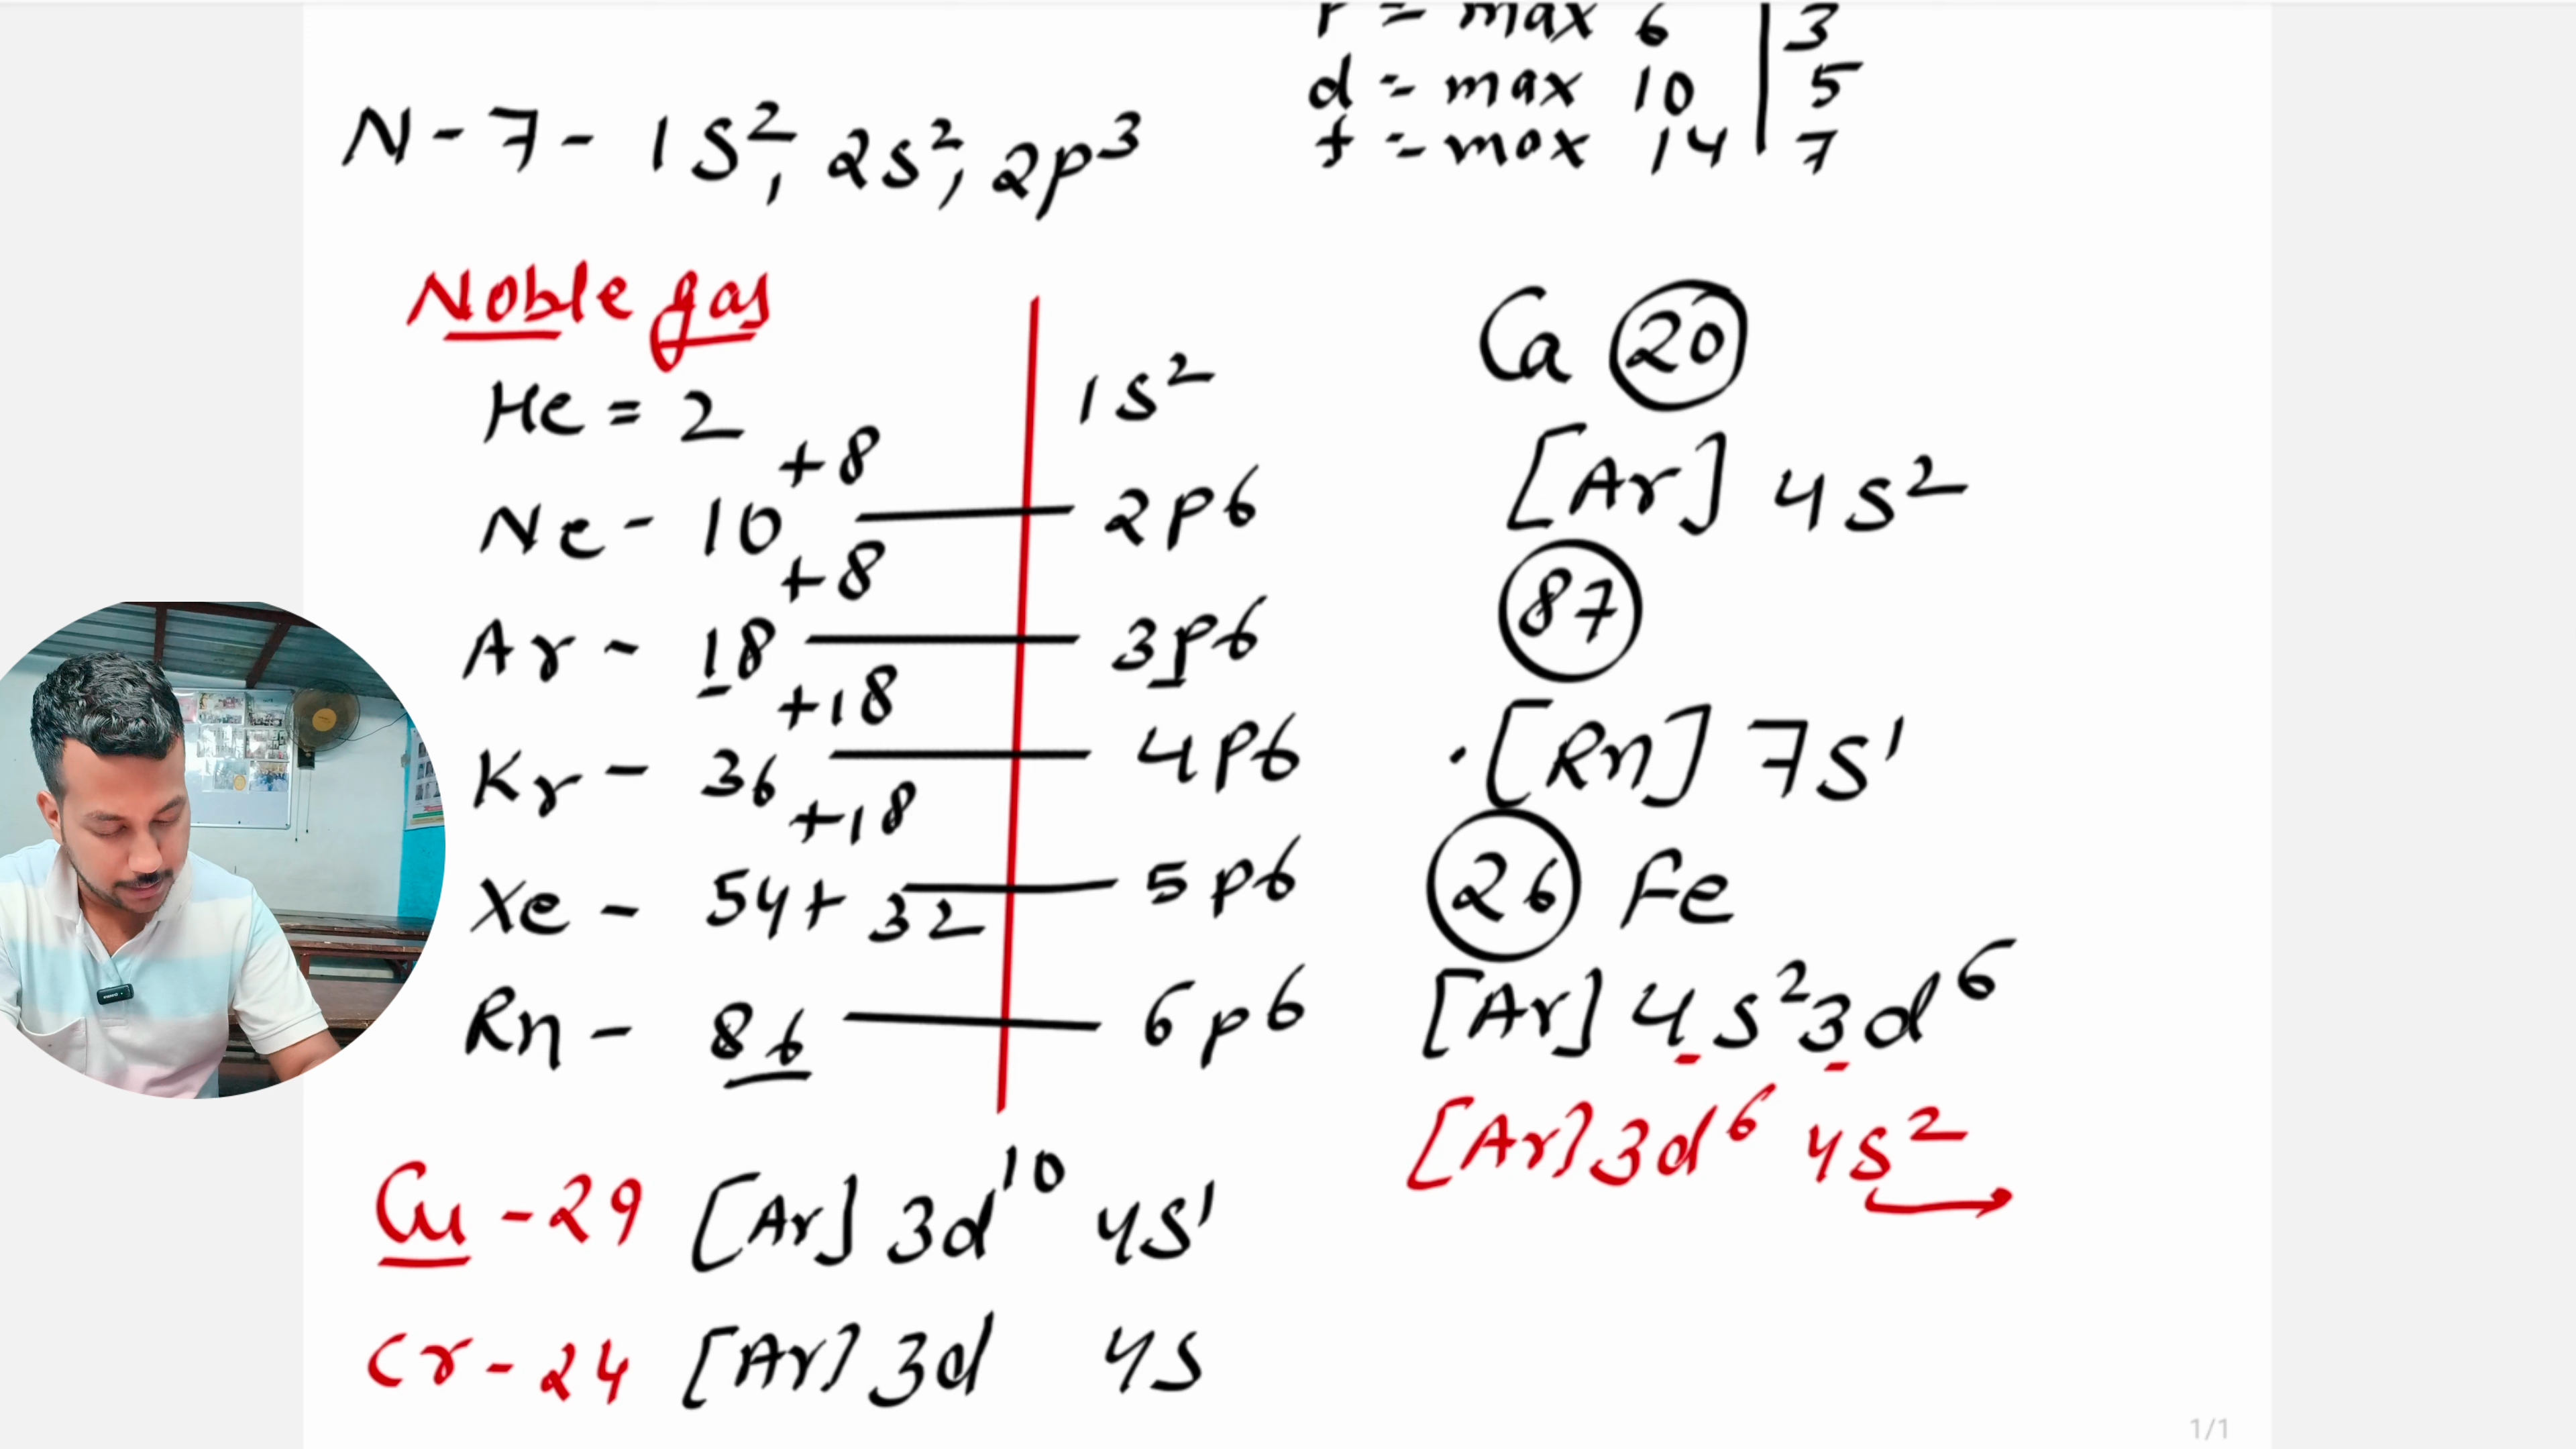 p = max 6 | 3
d = max 10 | 5
f = max 14 | 7
N - 7 - 1s², 2s², 2p³
Noble gas
He = 2 1s²
+8
Ne - 10 — 2p6
+8
Ar - 18 — 3p6
+18
Kr - 36 — 4p6
+18
Xe - 54 + 32 — 5p6
Rn - 86 — 6p6
Cu - 29 [Ar] 3d¹⁰ 4s¹
Cr - 24 [Ar] 3d 4s
Ca 20
[Ar] 4s²
87
·[Rn] 7s¹
26 Fe
[Ar] 4s² 3d⁶
[Ar] 3d⁶ 4s²
1/1